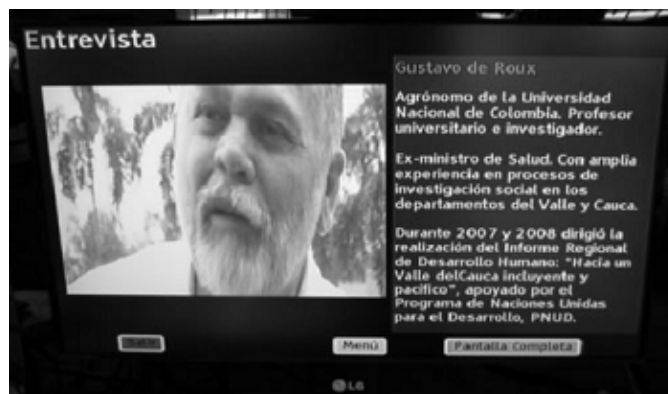 Entrevista
Gustavo de Roux
Agrónomo de la Universidad
Nacional de Colombia. Profesor
universitario e investigador.
Ex-ministro de Salud. Con amplia
experiencia en procesos de
investigación social en los
departamentos del Valle y Cauca.
Durante 2007 y 2008 dirigió la
realización del Informe Regional
de Desarrollo Humano: "Hacia un
Valle delCauca incluyente y
pacífico", apoyado por el
Programa de Naciones Unidas
para el Desarrollo, PNUD.
Salir
Menú
Pantalla Completa
LG